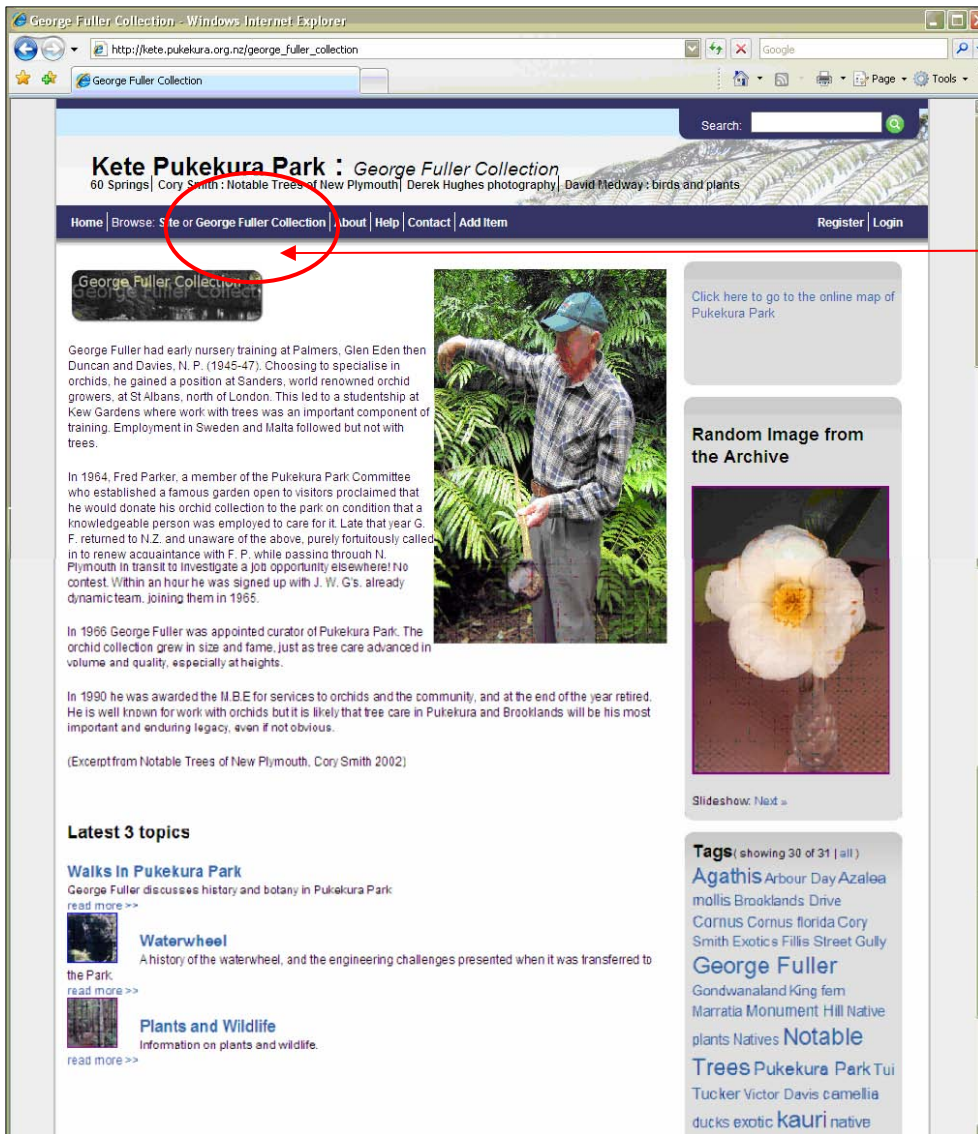 George Fuller Collection - Windows Internet Explorer
http://kete.pukekura.org.nz/george_fuller_collection
Google
George Fuller Collection
Page
Tools
Search:
Kete Pukekura Park : George Fuller Collection
60 Springs| Cory Smith : Notable Trees of New Plymouth| Derek Hughes photography| David Medway : birds and plants
Home | Browse: Site or George Fuller Collection | About | Help | Contact | Add Item
Register | Login
George Fuller Collection
Click here to go to the online map of
Pukekura Park
George Fuller had early nursery training at Palmers, Glen Eden then
Duncan and Davies, N. P. (1945-47). Choosing to specialise in
orchids, he gained a position at Sanders, world renowned orchid
growers, at St Albans, north of London. This led to a studentship at
Kew Gardens where work with trees was an important component of
training. Employment in Sweden and Malta followed but not with
trees.
In 1964, Fred Parker, a member of the Pukekura Park Committee
who established a famous garden open to visitors proclaimed that
he would donate his orchid collection to the park on condition that a
knowledgeable person was employed to care for it. Late that year G.
F. returned to N.Z. and unaware of the above, purely fortuitously called
in to renew acquaintance with F. P. while passing through N.
Plymouth in transit to investigate a job opportunity elsewhere! No
contest. Within an hour he was signed up with J. W. G's. already
dynamic team, joining them in 1965.
In 1966 George Fuller was appointed curator of Pukekura Park. The
orchid collection grew in size and fame, just as tree care advanced in
volume and quality, especially at heights.
In 1990 he was awarded the M.B.E for services to orchids and the community, and at the end of the year retired.
He is well known for work with orchids but it is likely that tree care in Pukekura and Brooklands will be his most
important and enduring legacy, even if not obvious.
(Excerpt from Notable Trees of New Plymouth, Cory Smith 2002)
Random Image from
the Archive
Slideshow: Next »
Latest 3 topics
Walks in Pukekura Park
George Fuller discusses history and botany in Pukekura Park
read more >>
Waterwheel
A history of the waterwheel, and the engineering challenges presented when it was transferred to
the Park.
read more >>
Plants and Wildlife
Information on plants and wildlife.
read more >>
Tags ( showing 30 of 31 | all )
Agathis Arbour Day Azalea
mollis Brooklands Drive
Cornus Cornus florida Cory
Smith Exotics Fillis Street Gully
George Fuller
Gondwanaland King fern
Marratia Monument Hill Native
plants Natives Notable
Trees Pukekura Park Tui
Tucker Victor Davis camellia
ducks exotic kauri native